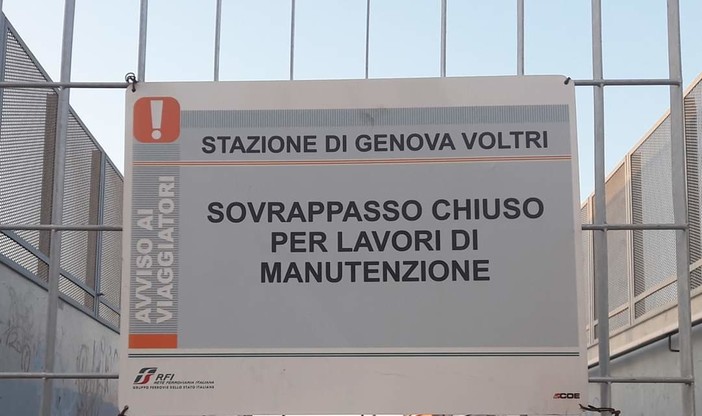 STAZIONE DI GENOVA VOLTRI
AVVISO AI
VIAGGIATORI
SOVRAPPASSO CHIUSO
PER LAVORI DI
MANUTENZIONE
RFI
RETE FERROVIARIA ITALIANA
GRUPPO FERROVIE DELLO STATO ITALIANE